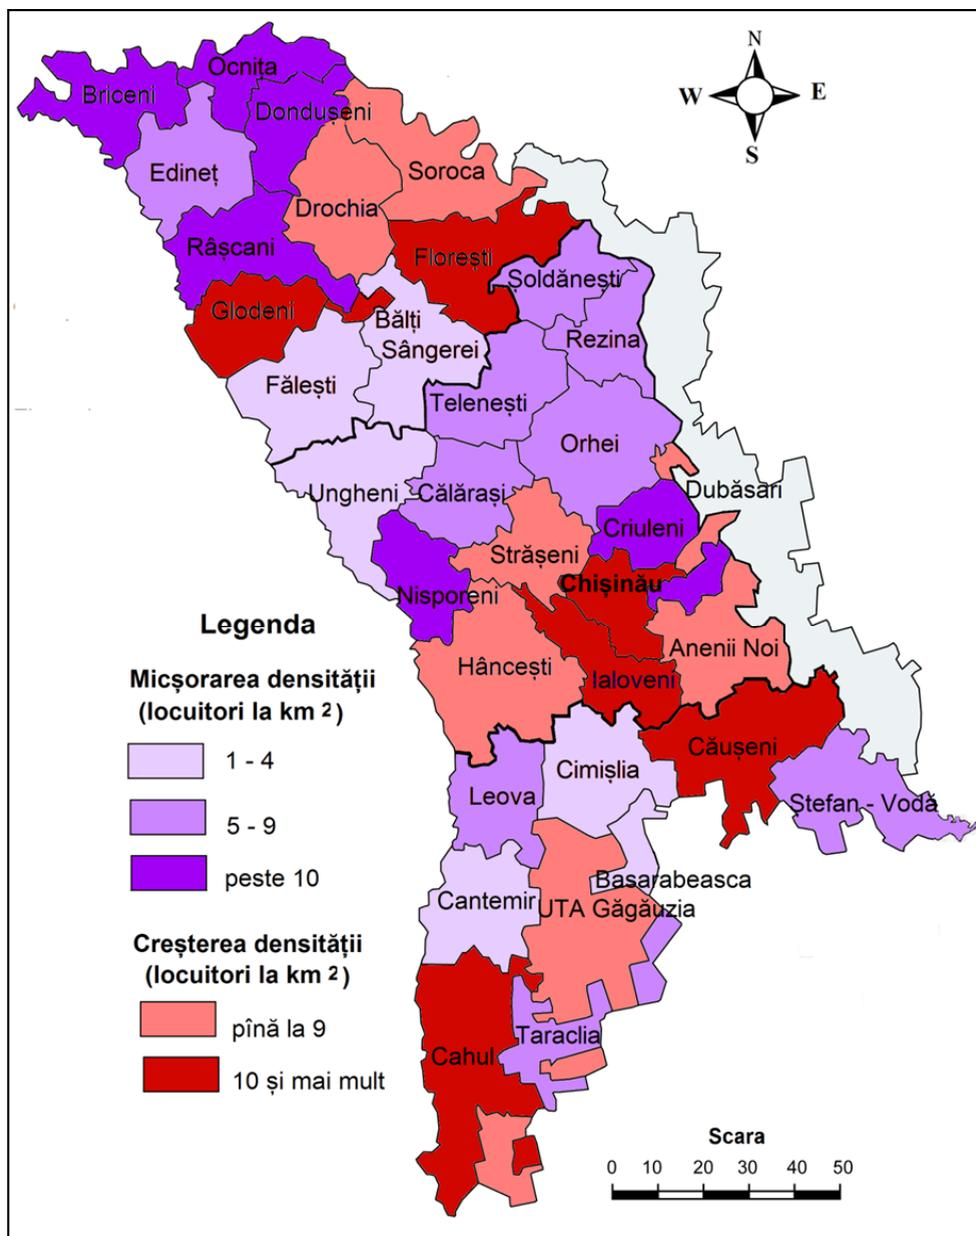 N
W
E
S
Ocnița
Briceni
Dondușeni
Edineț
Soroca
Drochia
Râșcani
Florești
Șoldănești
Glodeni
Bălți
Rezina
Sângerei
Fălești
Telenești
Orhei
Ungheni
Călărași
Dubăsari
Criuleni
Strășeni
Chișinău
Nisporeni
Anenii Noi
Hâncești
Ialoveni
Căușeni
Cimișlia
Leova
Ștefan - Vodă
Basarabeasca
Cantemir
UTA Găgăuzia
Taraclia
Cahul
Legenda
Micșorarea densității
(locuitori la km 2)
1 - 4
5 - 9
peste 10
Creșterea densității
(locuitori la km 2)
pînă la 9
10 și mai mult
Scara
0 10 20 30 40 50